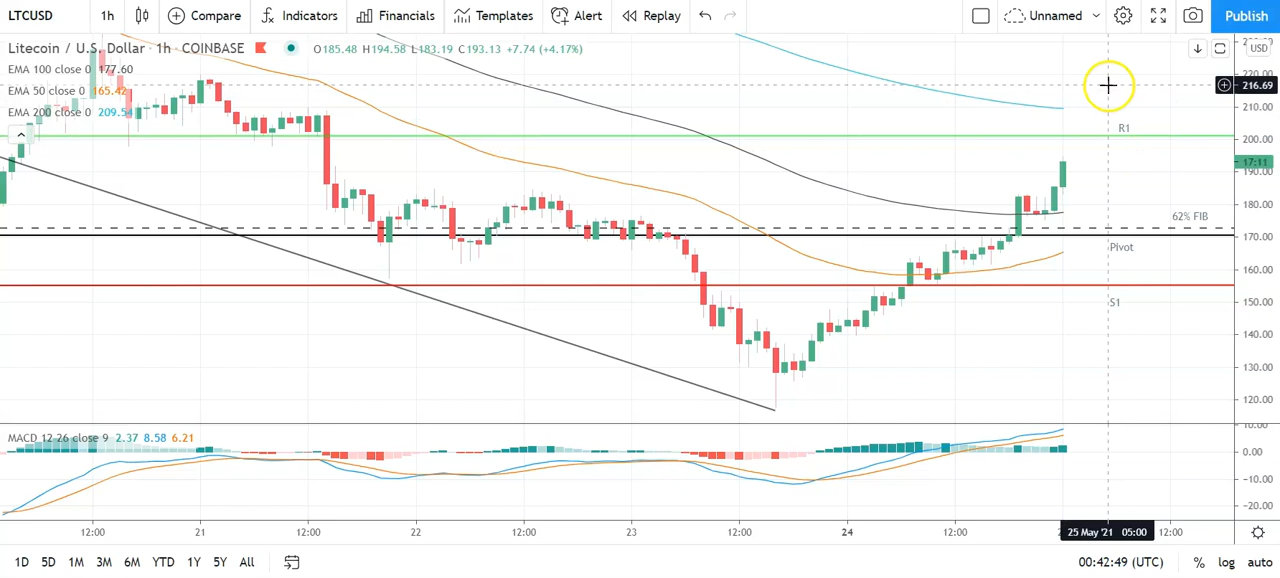 LTCUSD 1h Compare Indicators Financials Templates Alert Replay Unnamed Publish
Litecoin / U.S. Dollar · 1h · COINBASE O185.48 H194.58 L183.19 C193.13 +7.74 (+4.17%) USD
EMA 100 close 0 177.60
EMA 50 close 0 165.42
216.69
EMA 200 close 0 209.54
210.00
R1
200.00
17:11
190.00
180.00
62% FIB
170.00
Pivot
160.00
150.00
S1
140.00
130.00
120.00
MACD 12 26 close 9 2.37 8.58 6.21
0.00
−10.00
−20.00
12:00 21 12:00 22 12:00 23 12:00 24 12:00 25 May '21 05:00 12:00
1D 5D 1M 3M 6M YTD 1Y 5Y All 00:42:49 (UTC) % log auto